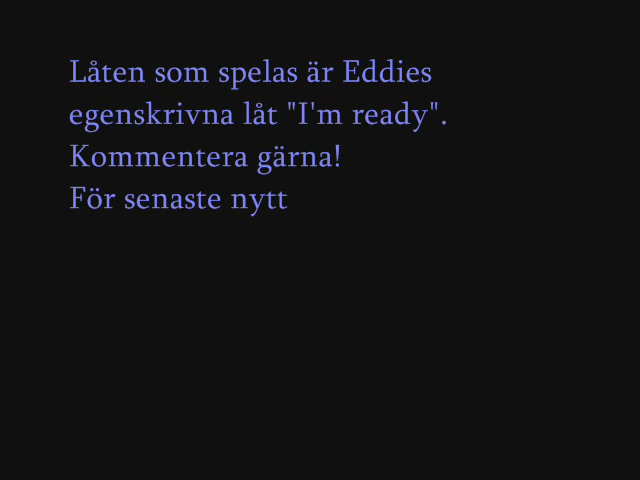 Låten som spelas är Eddies
egenskrivna låt "I'm ready".
Kommentera gärna!
För senaste nytt